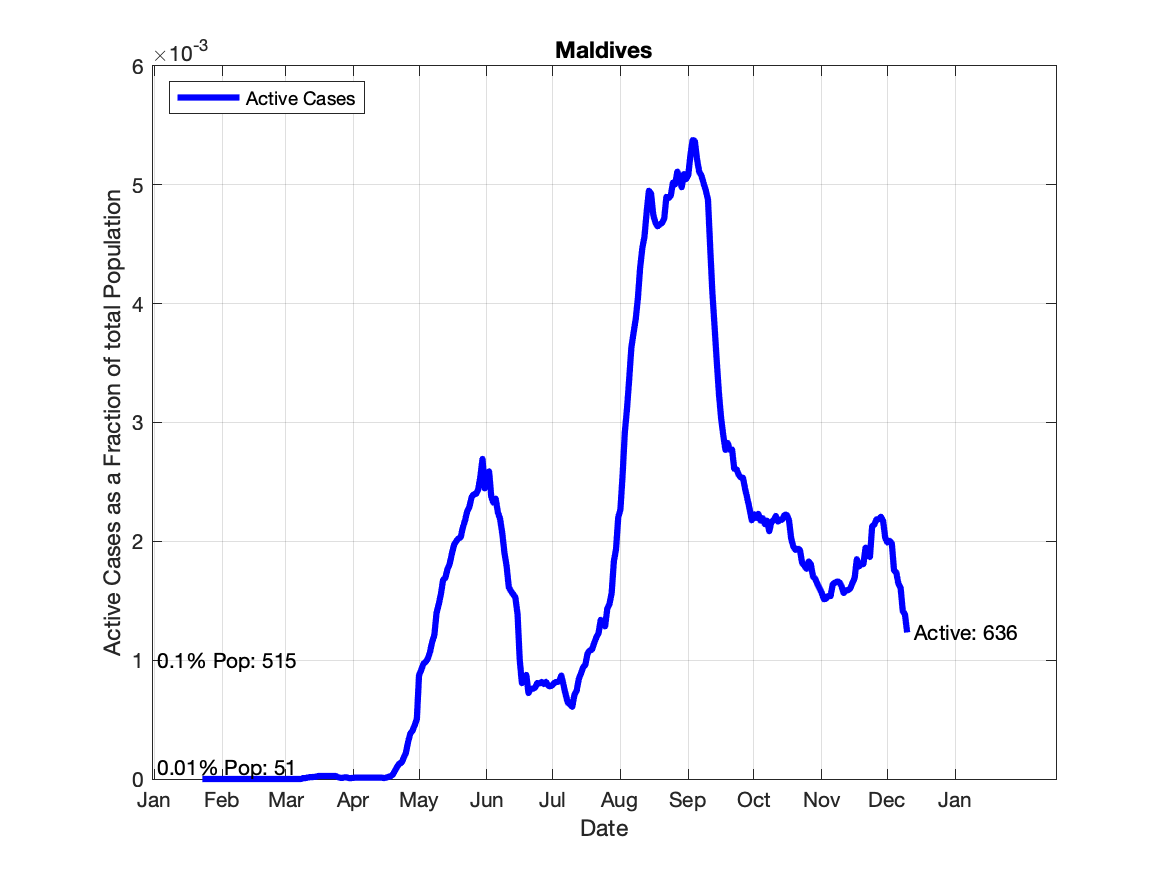 Maldives
×10-3
6
5
4
3
2
1
0
Active Cases as a Fraction of total Population
Active Cases
0.1% Pop: 515
0.01% Pop: 51
Active: 636
Jan Feb Mar Apr May Jun Jul Aug Sep Oct Nov Dec Jan
Date